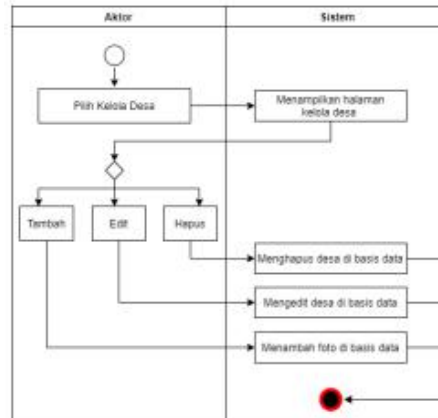 Aktor
Sistem
Pilih Kelola Desa
Menampilkan halaman
kelola desa
Tambah
Edit
Hapus
Menghapus desa di basis data
Mengedit desa di basis data
Menambah foto di basis data